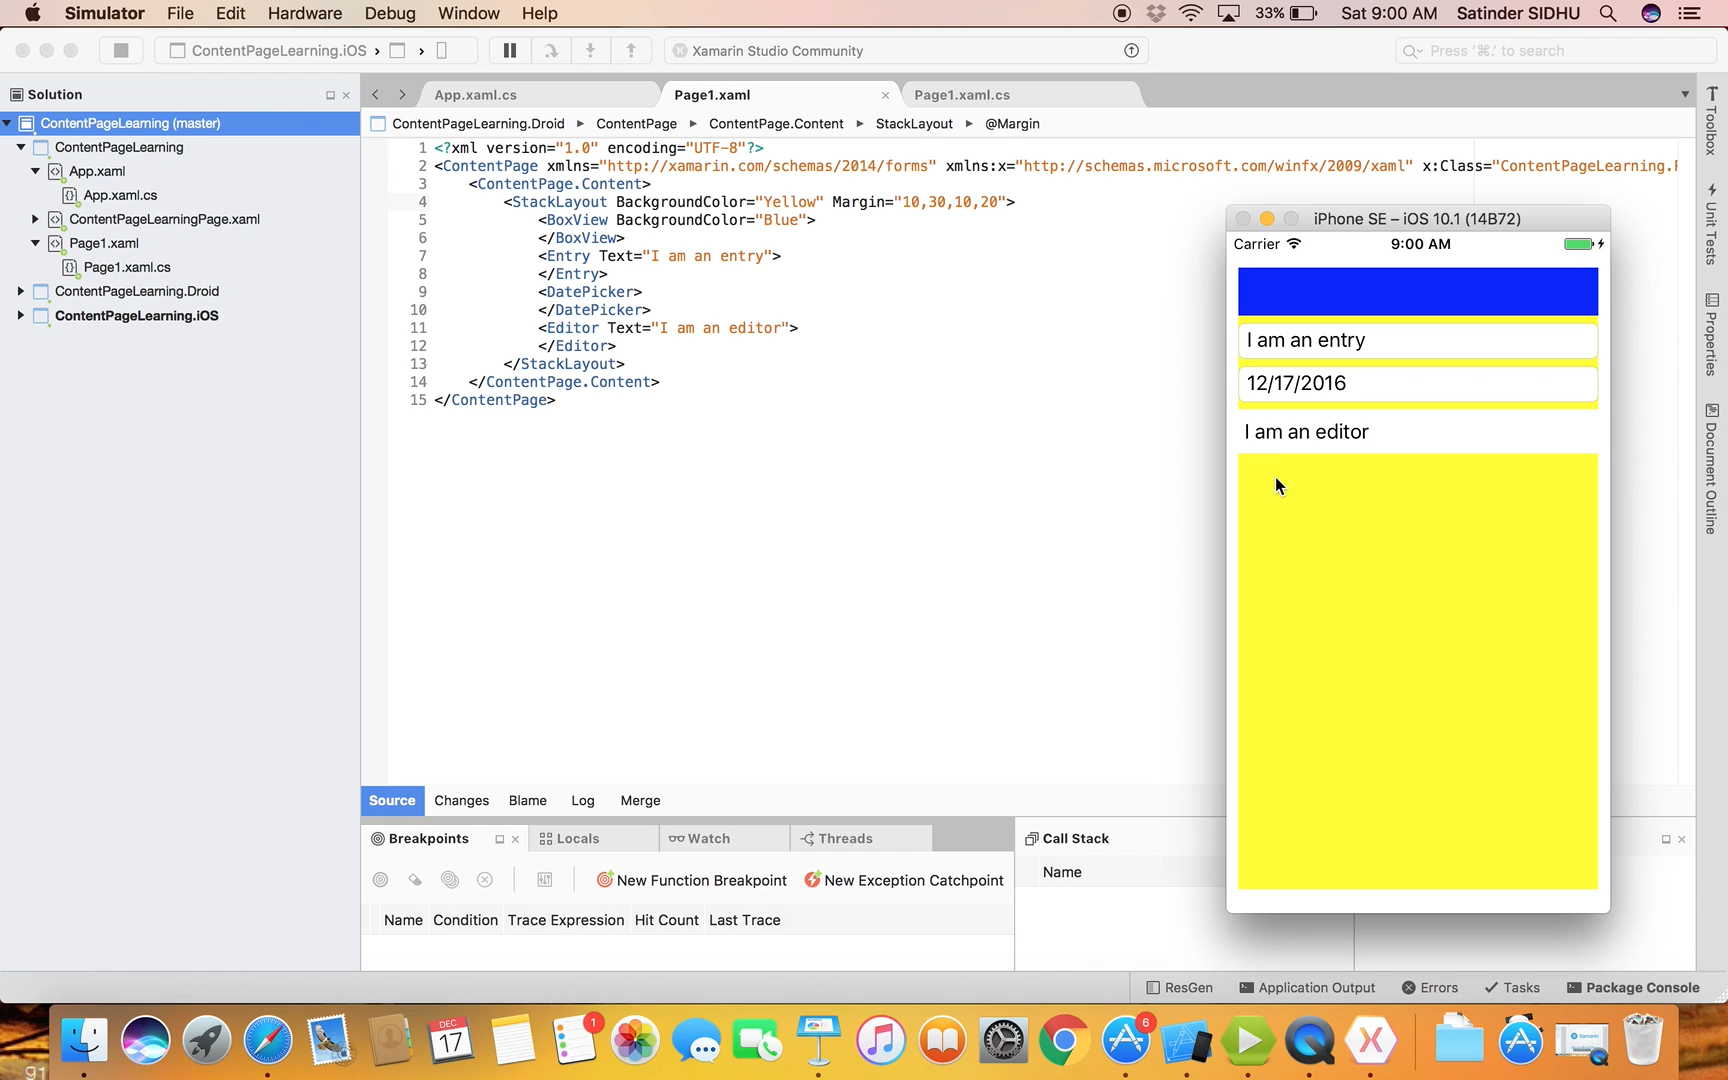 Simulator File Edit Hardware Debug Window Help 33% Sat 9:00 AM Satinder SIDHU
ContentPageLearning.iOS Xamarin Studio Community Press '⌘.' to search
Solution
App.xaml.cs Page1.xaml Page1.xaml.cs
ContentPageLearning (master)
ContentPageLearning
App.xaml
App.xaml.cs
ContentPageLearningPage.xaml
Page1.xaml
Page1.xaml.cs
ContentPageLearning.Droid
ContentPageLearning.iOS
ContentPageLearning.Droid ContentPage ContentPage.Content StackLayout @Margin
1 <?xml version="1.0" encoding="UTF-8"?>
2 <ContentPage xmlns="http://xamarin.com/schemas/2014/forms" xmlns:x="http://schemas.microsoft.com/winfx/2009/xaml" x:Class="ContentPageLearning.
3 <ContentPage.Content>
4 <StackLayout BackgroundColor="Yellow" Margin="10,30,10,20">
5 <BoxView BackgroundColor="Blue">
6 </BoxView>
7 <Entry Text="I am an entry">
8 </Entry>
9 <DatePicker>
10 </DatePicker>
11 <Editor Text="I am an editor">
12 </Editor>
13 </StackLayout>
14 </ContentPage.Content>
15 </ContentPage>
iPhone SE – iOS 10.1 (14B72)
Carrier 9:00 AM
I am an entry
12/17/2016
I am an editor
Toolbox
Unit Tests
Properties
Document Outline
Source Changes Blame Log Merge
Breakpoints Locals Watch Threads
New Function Breakpoint New Exception Catchpoint
Name Condition Trace Expression Hit Count Last Trace
Call Stack
Name
ResGen Application Output Errors Tasks Package Console
DEC
17
1
6
Xamarin
91